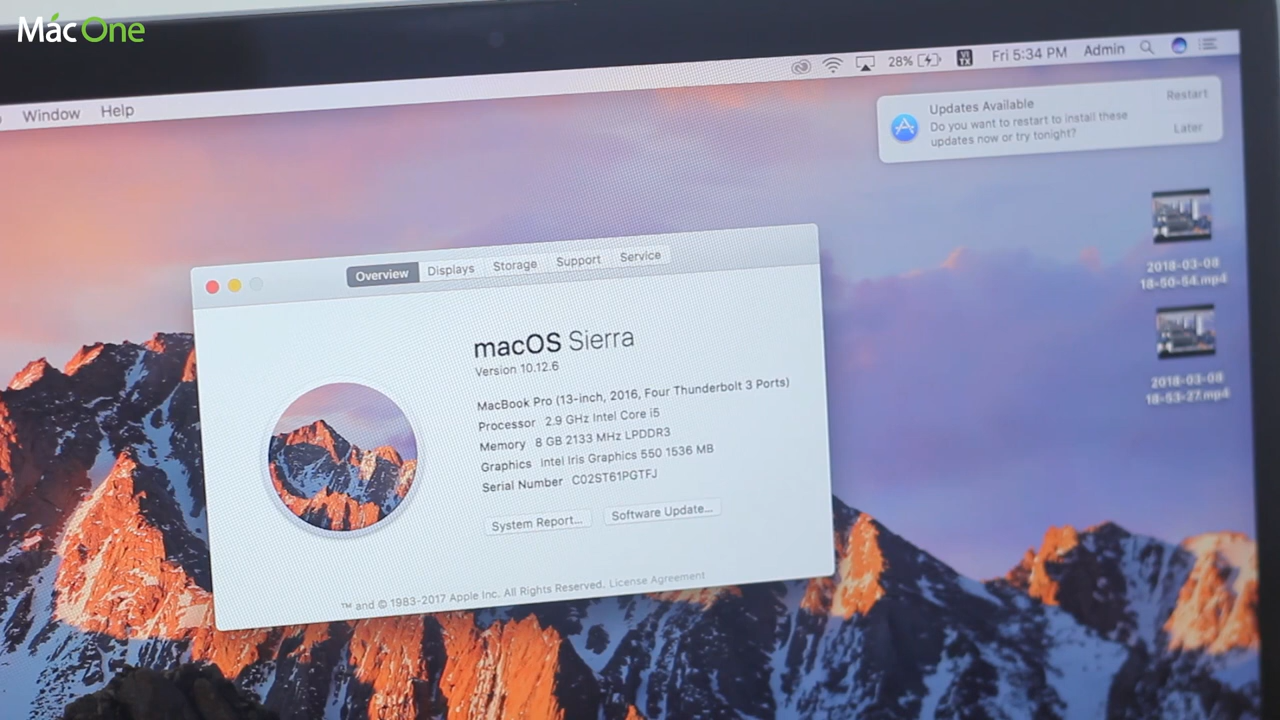 MacOne
Window Help
28% VI TX Fri 5:34 PM Admin
Updates Available
Do you want to restart to install these
updates now or try tonight?
Restart
Later
2018-03-08
18-50-54.mp4
2018-03-08
18-53-27.mp4
Overview Displays Storage Support Service
macOS Sierra
Version 10.12.6
MacBook Pro (13-inch, 2016, Four Thunderbolt 3 Ports)
Processor 2.9 GHz Intel Core i5
Memory 8 GB 2133 MHz LPDDR3
Graphics Intel Iris Graphics 550 1536 MB
Serial Number C02ST61PGTFJ
System Report... Software Update...
™ and © 1983-2017 Apple Inc. All Rights Reserved. License Agreement